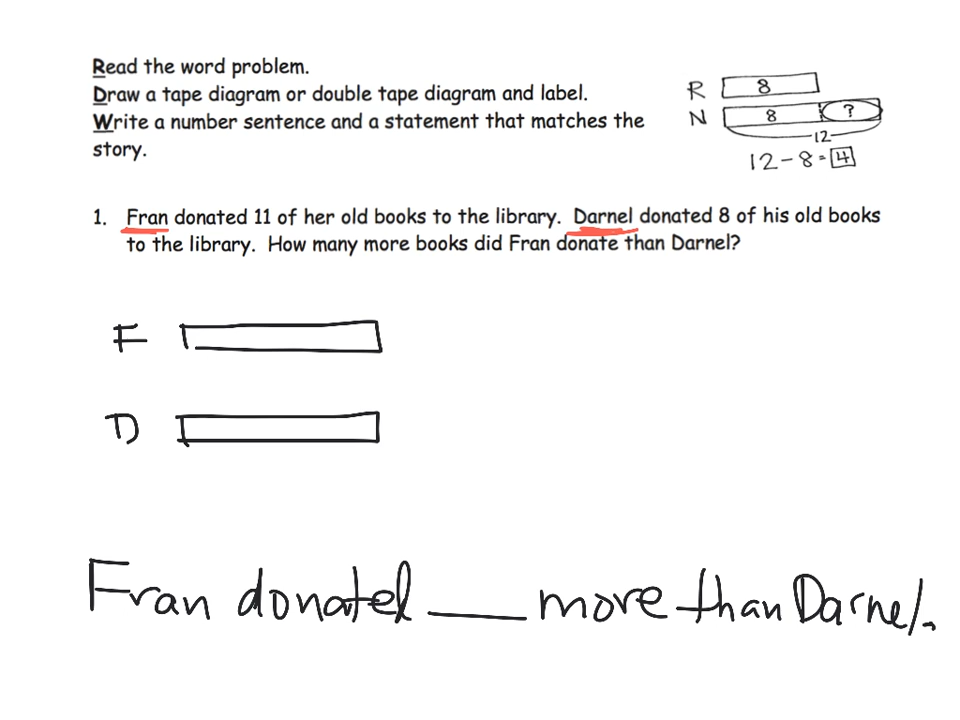 Read the word problem.
Draw a tape diagram or double tape diagram and label.
Write a number sentence and a statement that matches the
story.
R 8
N 8 ?
12
12-8=4
1. Fran donated 11 of her old books to the library. Darnel donated 8 of his old books
to the library. How many more books did Fran donate than Darnel?
F
D
Fran donated ___ more than Darnel.